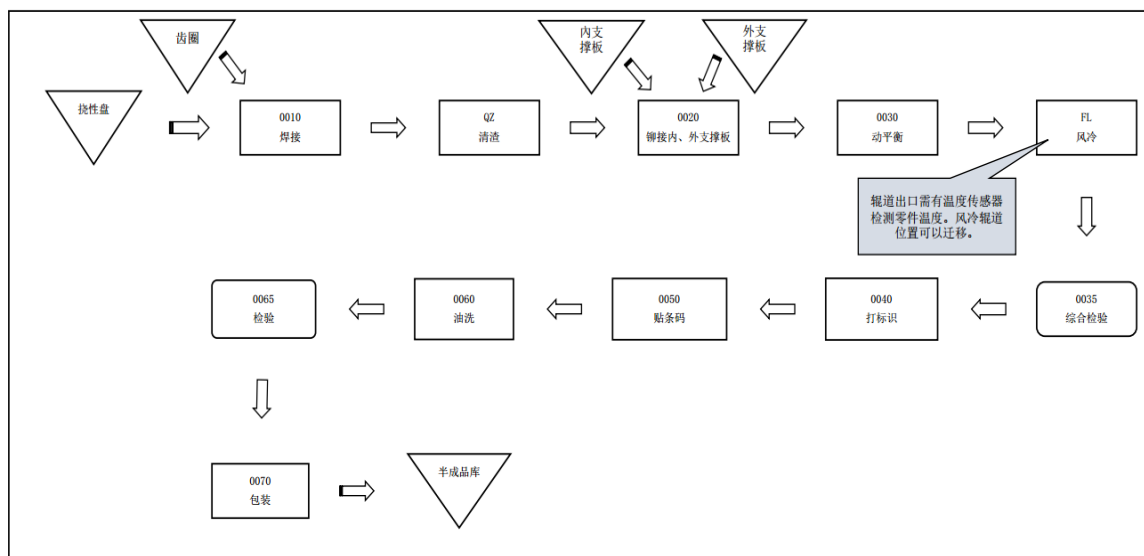 齿圈
内支
撑板
外支
撑板
挠性盘
0010
焊接
QZ
清渣
0020
铆接内、外支撑板
0030
动平衡
FL
风冷
辊道出口需有温度传感器
检测零件温度。风冷辊道
位置可以迁移。
0065
检验
0060
油洗
0050
贴条码
0040
打标识
0035
综合检验
0070
包装
半成品库